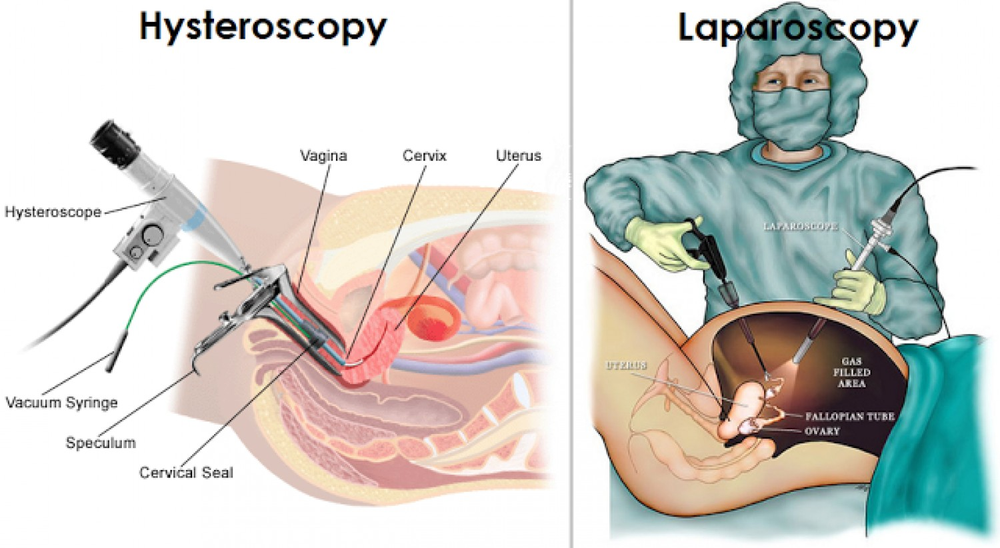 Hysteroscopy
Vagina
Cervix
Uterus
Hysteroscope
Vacuum Syringe
Speculum
Cervical Seal
Laparoscopy
LAPAROSCOPE
UTERUS
GAS
FILLED
AREA
FALLOPIAN TUBE
OVARY